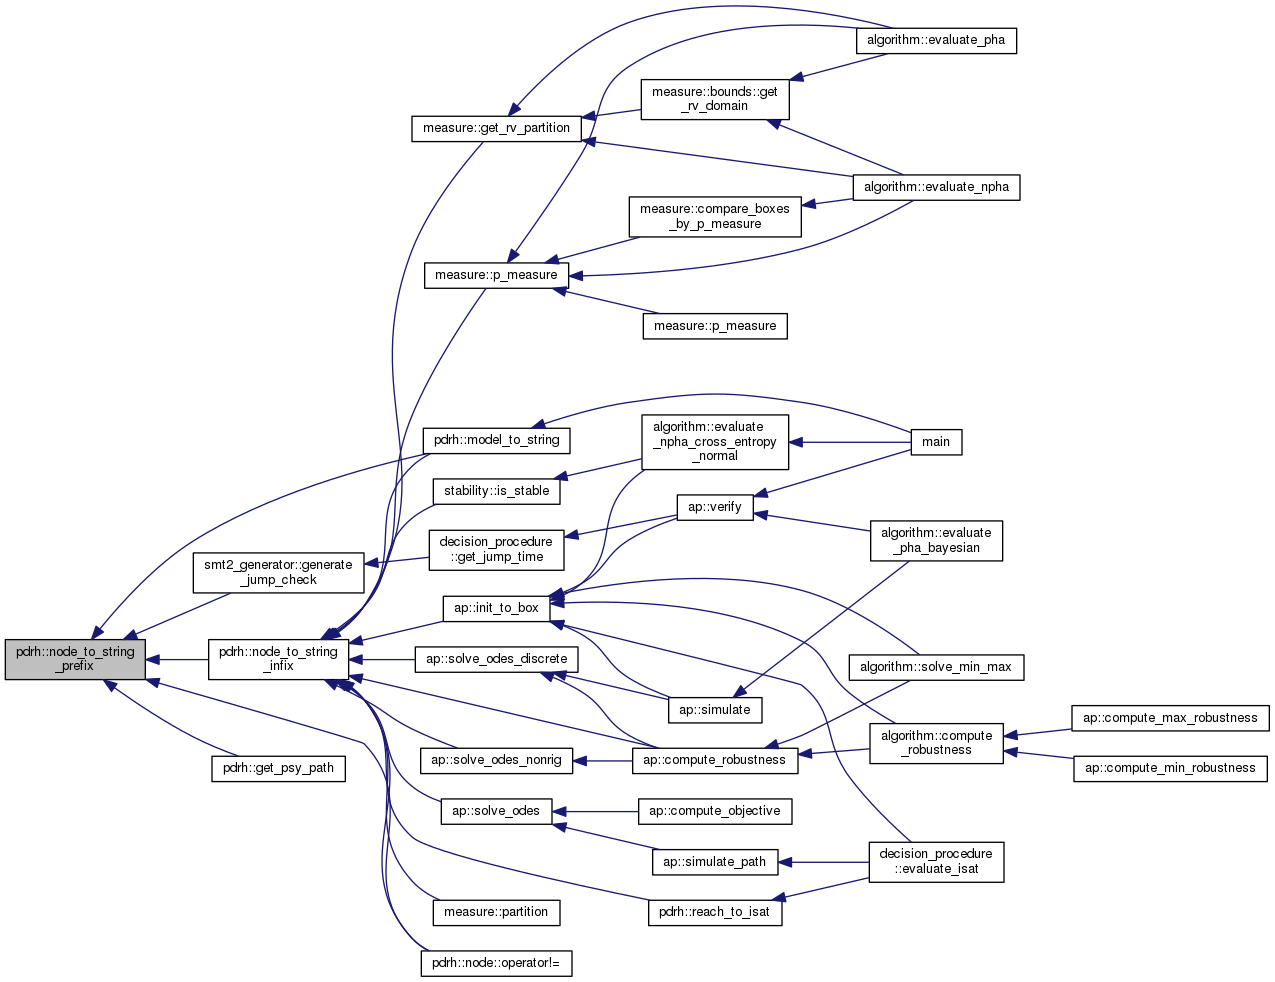 algorithm::evaluate_pha
measure::bounds::get
_rv_domain
measure::get_rv_partition
algorithm::evaluate_npha
measure::compare_boxes
_by_p_measure
measure::p_measure
measure::p_measure
pdrh::model_to_string
algorithm::evaluate
_npha_cross_entropy
_normal
main
stability::is_stable
ap::verify
decision_procedure
::get_jump_time
algorithm::evaluate
_pha_bayesian
smt2_generator::generate
_jump_check
ap::init_to_box
pdrh::node_to_string
_prefix
pdrh::node_to_string
_infix
ap::solve_odes_discrete
algorithm::solve_min_max
ap::simulate
algorithm::compute
_robustness
ap::compute_max_robustness
pdrh::get_psy_path
ap::solve_odes_nonrig
ap::compute_robustness
ap::compute_min_robustness
ap::solve_odes
ap::compute_objective
ap::simulate_path
decision_procedure
::evaluate_isat
measure::partition
pdrh::reach_to_isat
pdrh::node::operator!=